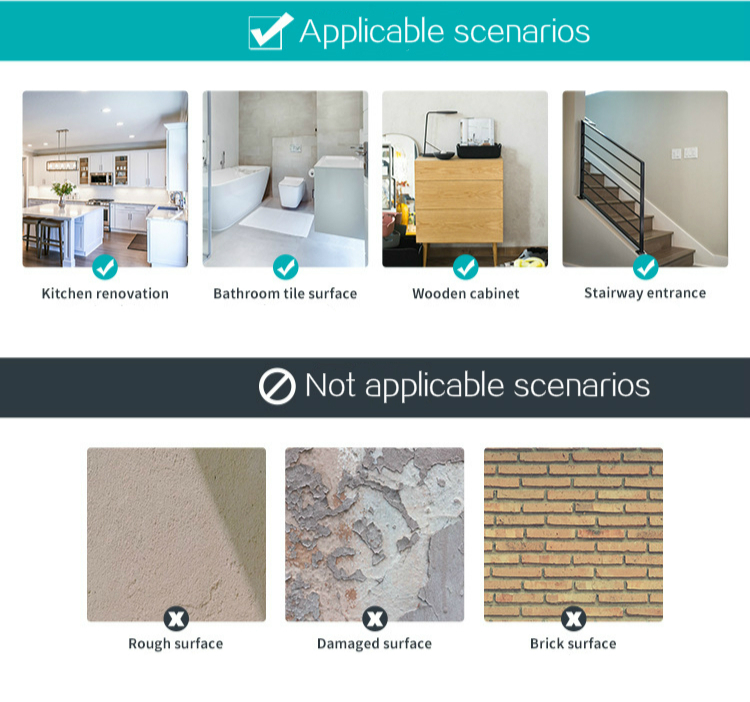 Applicable scenarios
Kitchen renovation
Bathroom tile surface
Wooden cabinet
Stairway entrance
Not applicable scenarios
Rough surface
Damaged surface
Brick surface